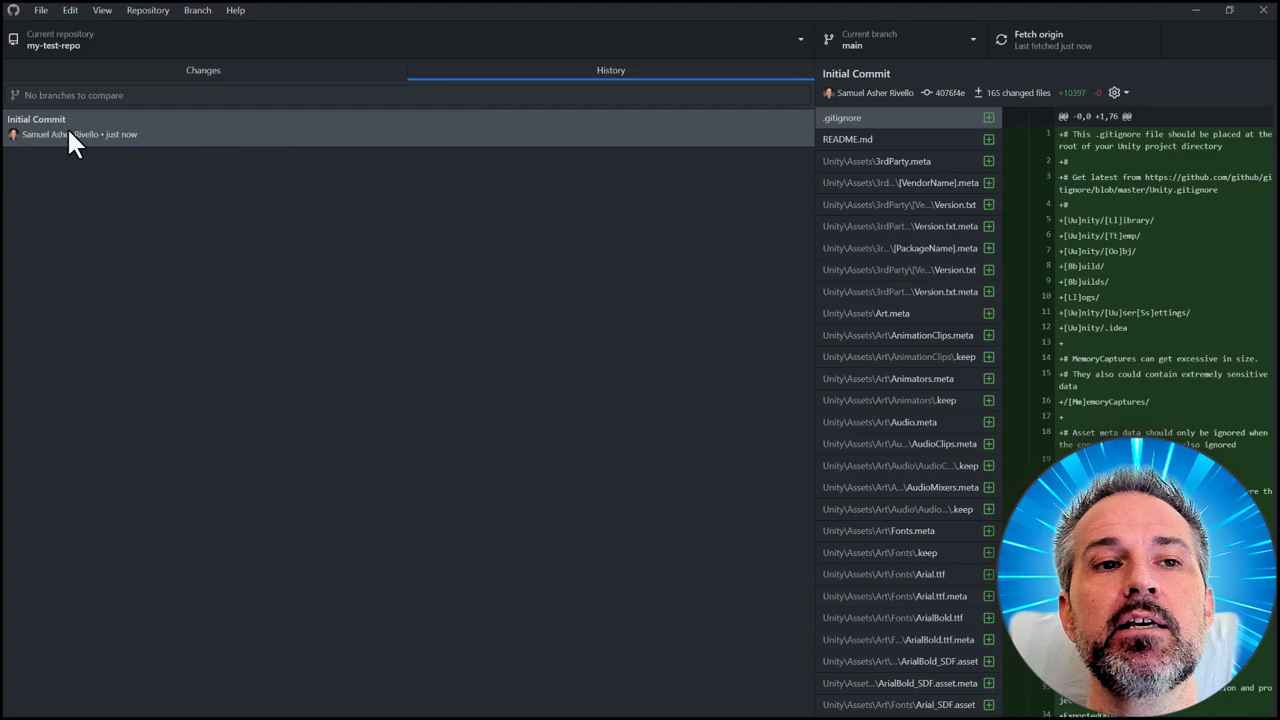 File Edit View Repository Branch Help
Current repository
my-test-repo
Current branch
main
Fetch origin
Last fetched just now
Changes
History
No branches to compare
Initial Commit
Samuel Asher Rivello • just now
Initial Commit
Samuel Asher Rivello 4076f4e 165 changed files +10397 -0
.gitignore
README.md
Unity\Assets\3rdParty.meta
Unity\Assets\3rd...\[VendorName].meta
Unity\Assets\3rdParty\[Ve...\Version.txt
Unity\Assets\3rdPart...\Version.txt.meta
Unity\Assets\3r...\[PackageName].meta
Unity\Assets\3rdParty\[Ve...\Version.txt
Unity\Assets\3rdPart...\Version.txt.meta
Unity\Assets\Art.meta
Unity\Assets\Art\AnimationClips.meta
Unity\Assets\Art\AnimationClips\.keep
Unity\Assets\Art\Animators.meta
Unity\Assets\Art\Animators\.keep
Unity\Assets\Art\Audio.meta
Unity\Assets\Art\Au...\AudioClips.meta
Unity\Assets\Art\Audio\AudioC...\.keep
Unity\Assets\Art\A...\AudioMixers.meta
Unity\Assets\Art\Audio\Audio...\.keep
Unity\Assets\Art\Fonts.meta
Unity\Assets\Art\Fonts\.keep
Unity\Assets\Art\Fonts\Arial.ttf
Unity\Assets\Art\Fonts\Arial.ttf.meta
Unity\Assets\Art\Fonts\ArialBold.ttf
Unity\Assets\Art\F...\ArialBold.ttf.meta
Unity\Assets\Art\...\ArialBold_SDF.asset
Unity\Asset...\ArialBold_SDF.asset.meta
Unity\Assets\Art\Fonts\Arial_SDF.asset
@@ -0,0 +1,76 @@
1 +# This .gitignore file should be placed at the
root of your Unity project directory
2 +#
3 +# Get latest from https://github.com/github/gi
tignore/blob/master/Unity.gitignore
4 +#
5 +[Uu]nity/[Ll]ibrary/
6 +[Uu]nity/[Tt]emp/
7 +[Uu]nity/[Oo]bj/
8 +[Bb]uild/
9 +[Bb]uilds/
10 +[Ll]ogs/
11 +[Uu]nity/[Uu]ser[Ss]ettings/
12 +[Uu]nity/.idea
13 +
14 +# MemoryCaptures can get excessive in size.
15 +# They also could contain extremely sensitive
data
16 +/[Mm]emoryCaptures/
17 +
18 +# Asset meta data should only be ignored when
the also ignored
19
34